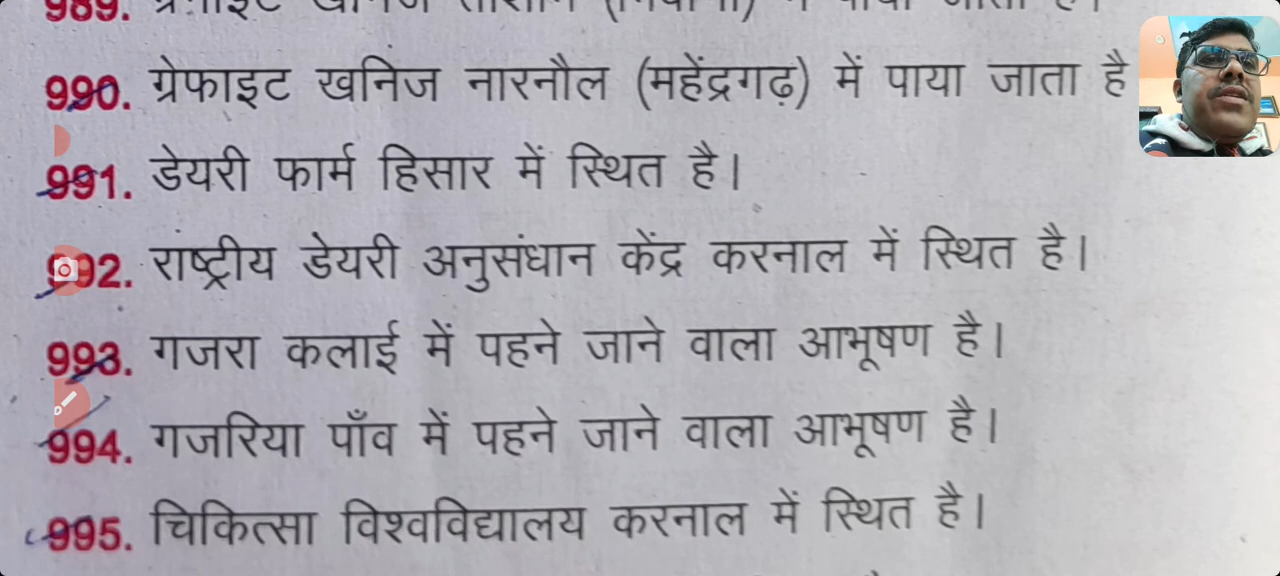 989.
990. ग्रेफाइट खनिज नारनौल (महेंद्रगढ़) में पाया जाता है
991. डेयरी फार्म हिसार में स्थित है।
992. राष्ट्रीय डेयरी अनुसंधान केंद्र करनाल में स्थित है।
993. गजरा कलाई में पहने जाने वाला आभूषण है।
994. गजरिया पाँव में पहने जाने वाला आभूषण है।
995. चिकित्सा विश्वविद्यालय करनाल में स्थित है।